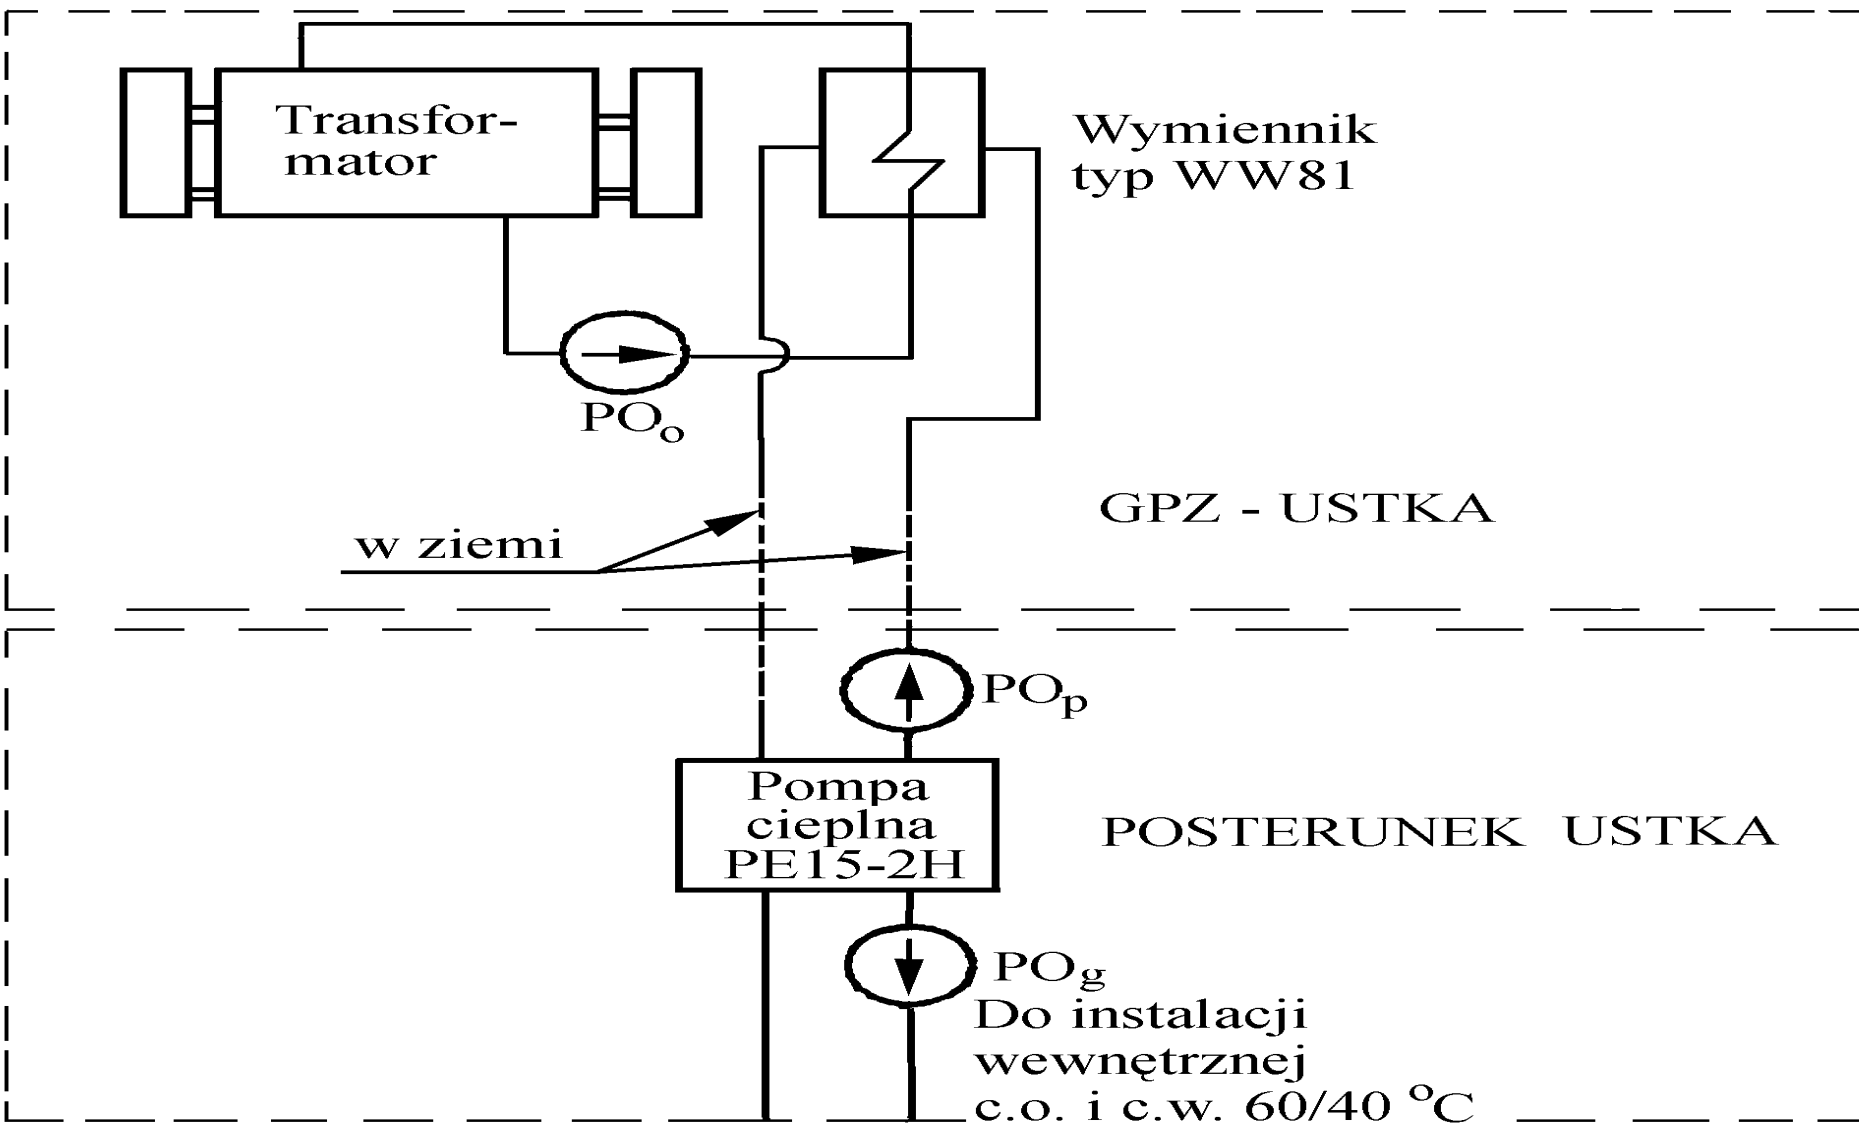 Transfor-
mator
Wymiennik
typ WW81
POo
GPZ - USTKA
w ziemi
POp
Pompa
cieplna
PE15-2H
POSTERUNEK USTKA
POg
Do instalacji
wewnętrznej
c.o. i c.w. 60/40 °C